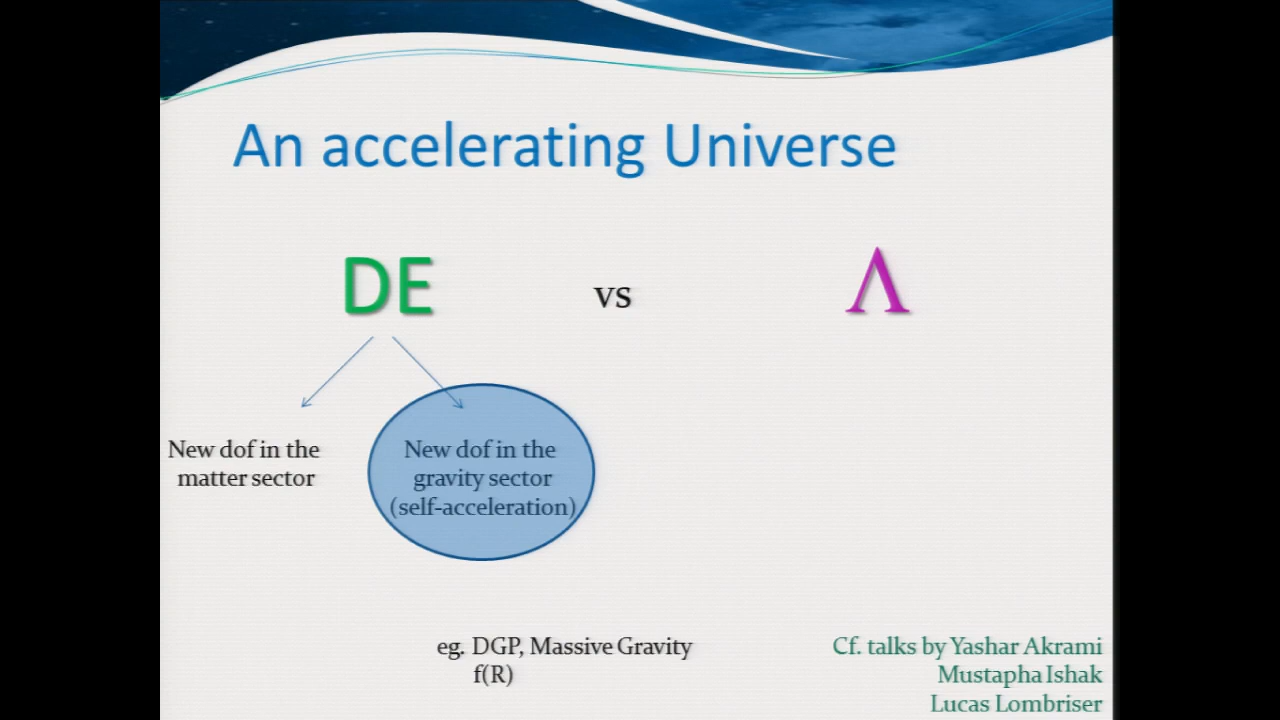 An accelerating Universe
DE vs Λ
New dof in the
matter sector
New dof in the
gravity sector
(self-acceleration)
eg. DGP, Massive Gravity
f(R)
Cf. talks by Yashar Akrami
Mustapha Ishak
Lucas Lombriser